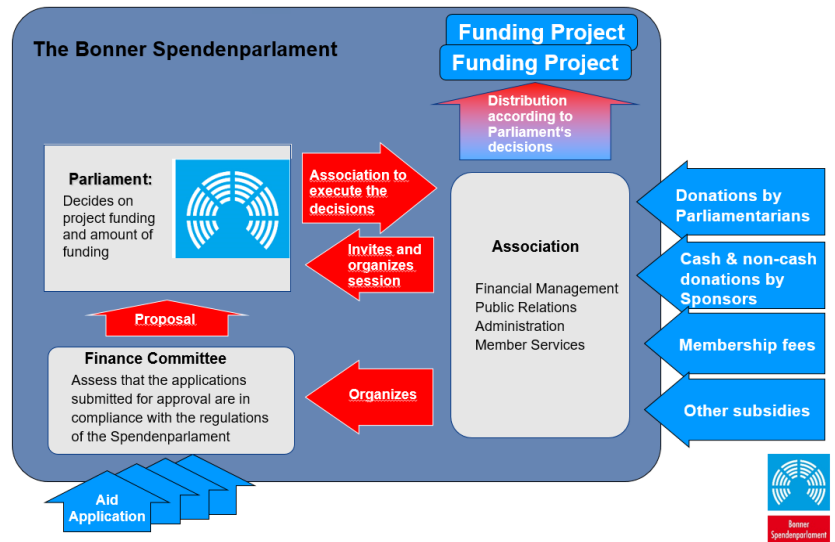 The Bonner Spendenparlament
Funding Project
Funding Project
Distribution
according to
Parliament‘s
decisions
Parliament:
Decides on
project funding
and amount of
funding
Association to
execute the
decisions
Invites and
organizes
session
Association
Financial Management
Public Relations
Administration
Member Services
Donations by
Parliamentarians
Cash & non-cash
donations by
Sponsors
Membership fees
Other subsidies
Proposal
Finance Committee
Assess that the applications
submitted for approval are in
compliance with the regulations
of the Spendenparlament
Organizes
Aid
Application
Bonner
Spendenparlament